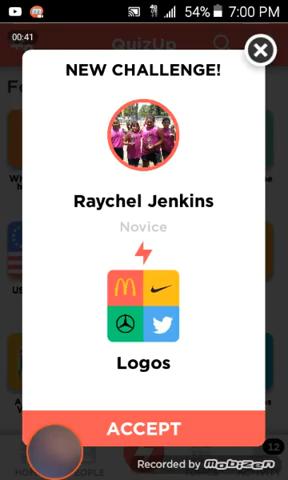 54% 7:00 PM
00:41
QuizUp
NEW CHALLENGE!
Raychel Jenkins
Novice
Logos
ACCEPT
12
Recorded by Mobizen